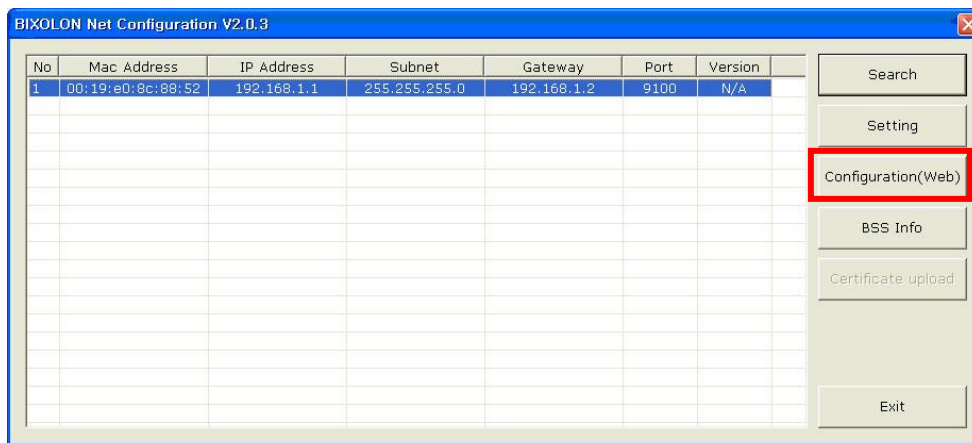 BIXOLON Net Configuration V2.0.3
No Mac Address IP Address Subnet Gateway Port Version
1 00:19:e0:8c:88:52 192.168.1.1 255.255.255.0 192.168.1.2 9100 N/A
Search
Setting
Configuration(Web)
BSS Info
Certificate upload
Exit